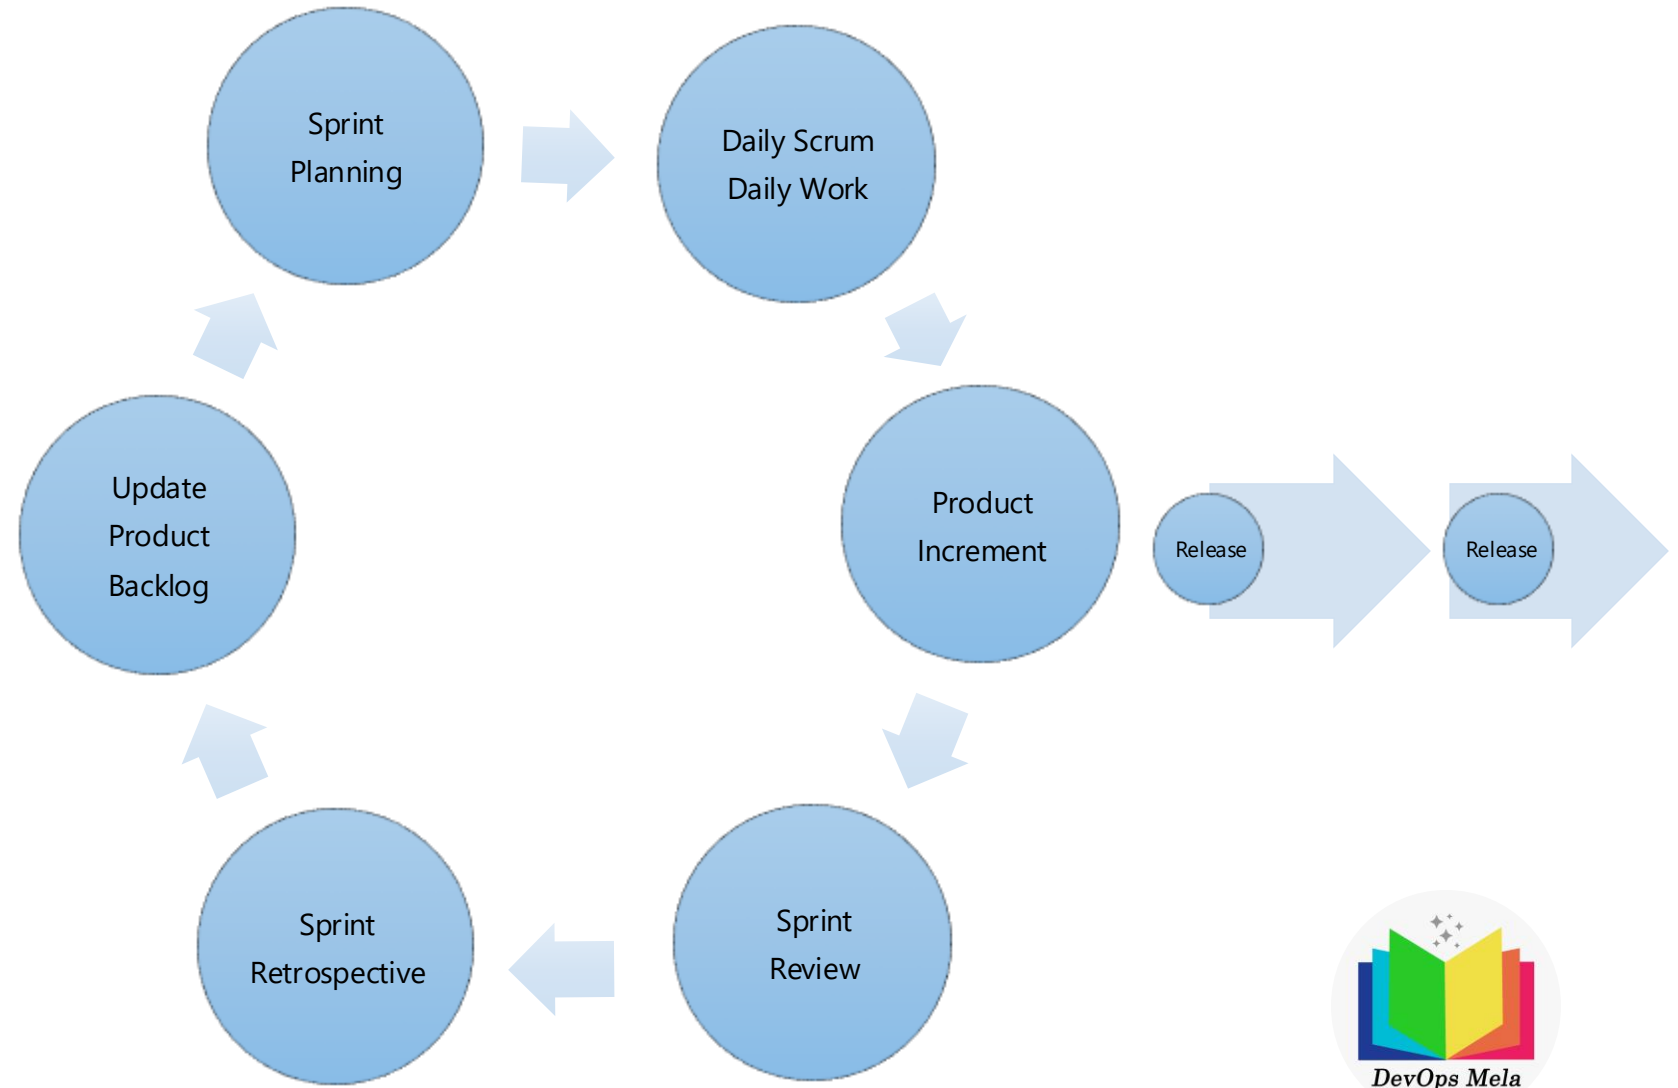 Sprint
Planning
Daily Scrum
Daily Work
Update
Product
Backlog
Product
Increment
Release
Release
Sprint
Retrospective
Sprint
Review
DevOps Mela